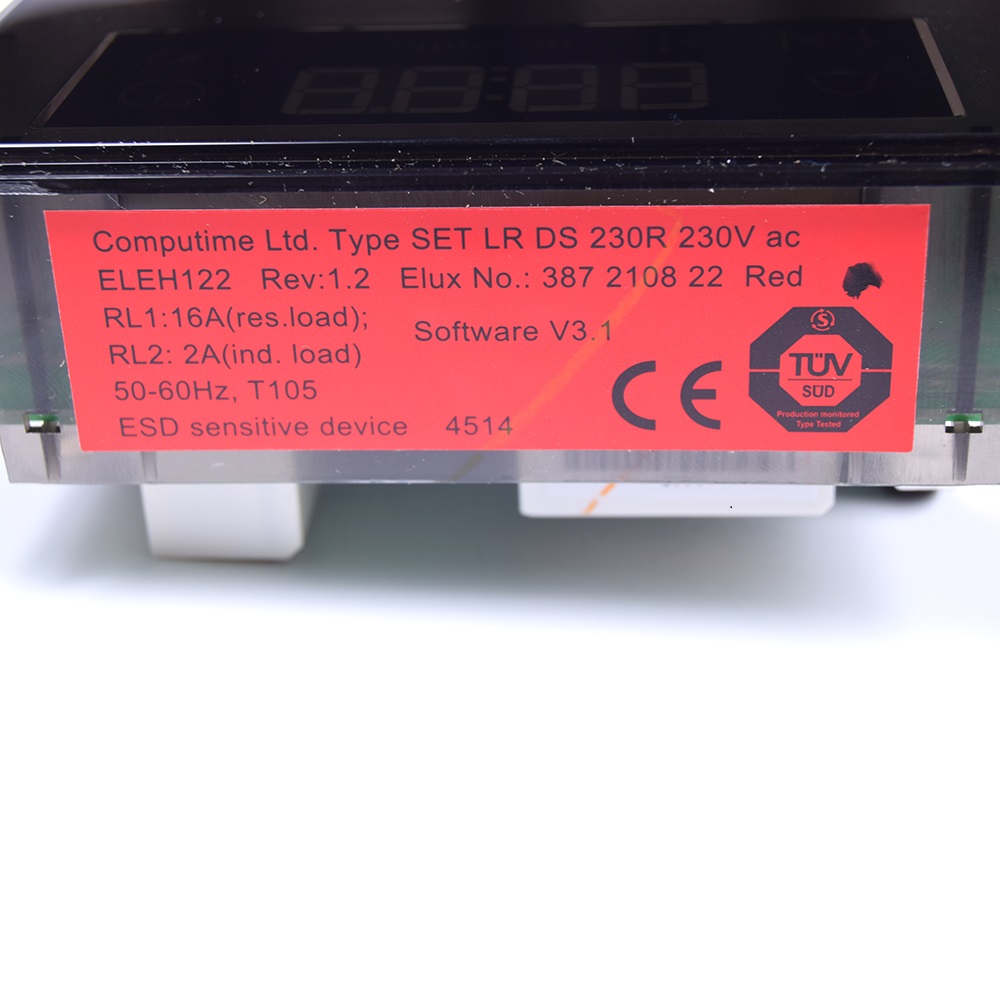 Computime Ltd. Type SET LR DS 230R 230V ac
ELEH122 Rev:1.2 Elux No.: 387 2108 22 Red
RL1:16A(res.load);
Software V3.1
RL2: 2A(ind. load)
50-60Hz, T105
ESD sensitive device 4514
CE
S
TÜV
SÜD
Production monitored
Type Tested